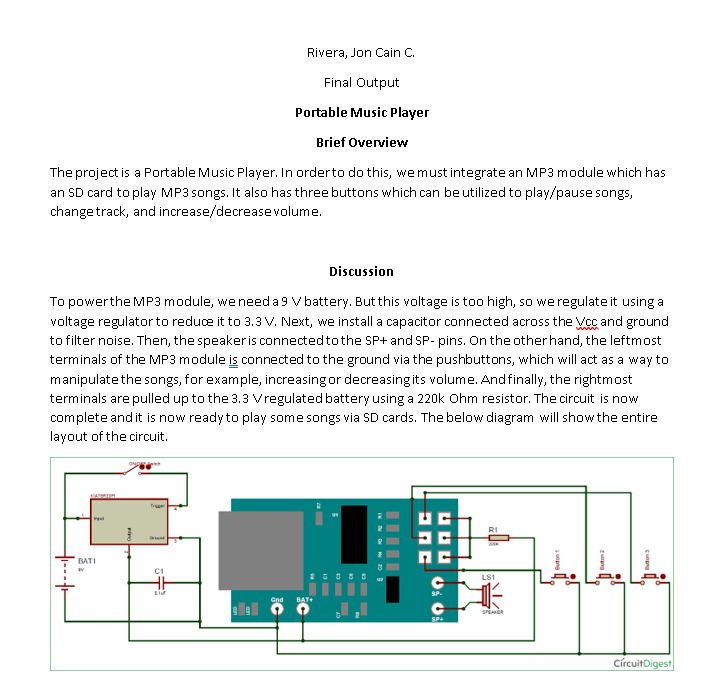 Rivera, Jon Cain C.
Final Output
Portable Music Player
Brief Overview
The project is a Portable Music Player. In order to do this, we must integrate an MP3 module which has
an SD card to play MP3 songs. It also has three buttons which can be utilized to play/pause songs,
change track, and increase/decrease volume.
Discussion
To power the MP3 module, we need a 9 V battery. But this voltage is too high, so we regulate it using a
voltage regulator to reduce it to 3.3 V. Next, we install a capacitor connected across the Vcc and ground
to filter noise. Then, the speaker is connected to the SP+ and SP- pins. On the other hand, the leftmost
terminals of the MP3 module is connected to the ground via the pushbuttons, which will act as a way to
manipulate the songs, for example, increasing or decreasing its volume. And finally, the rightmost
terminals are pulled up to the 3.3 V regulated battery using a 220k Ohm resistor. The circuit is now
complete and it is now ready to play some songs via SD cards. The below diagram will show the entire
layout of the circuit.
ON/OFF Switch
Trigger
Input
Output
Ground
BAT1
9V
C1
0.1uF
Gnd
BAT+
LED
LED
SP-
SP+
R1
220k
LS1
SPEAKER
Button 1
Button 2
Button 3
CircuitDigest